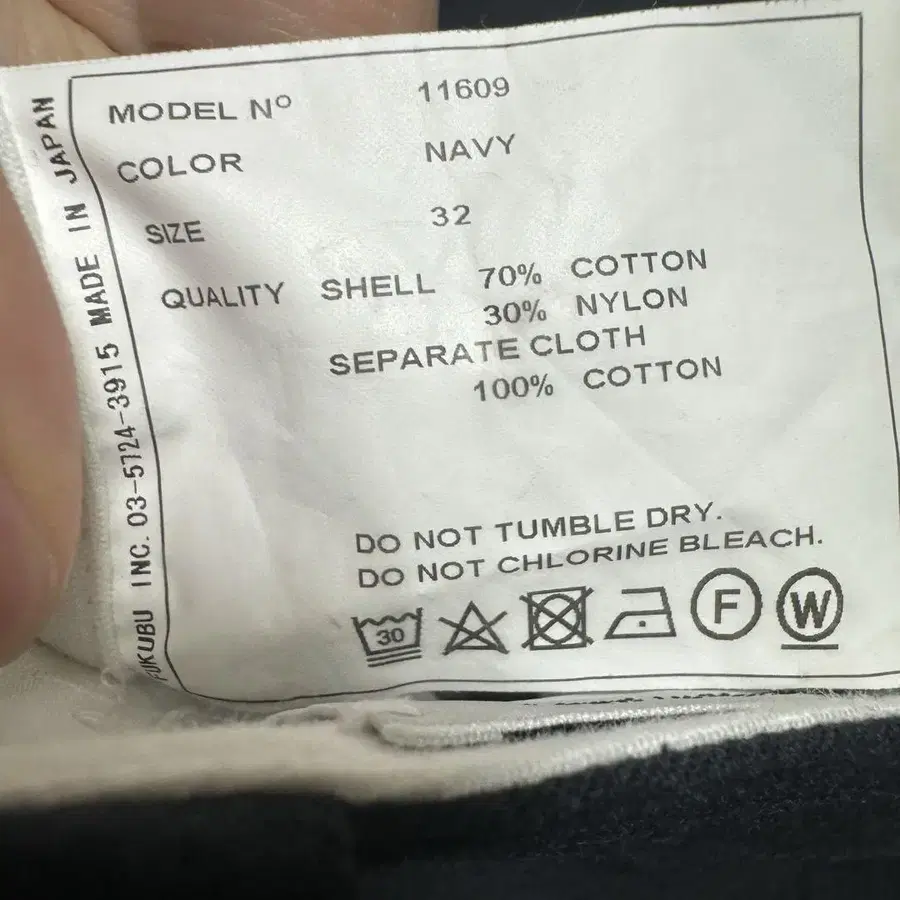 MODEL Nº 11609
COLOR NAVY
SIZE 32
QUALITY SHELL 70% COTTON
30% NYLON
SEPARATE CLOTH
100% COTTON
DO NOT TUMBLE DRY.
DO NOT CHLORINE BLEACH.
30 F W
FUKUBU INC. 03-5724-3915 MADE IN JAPAN